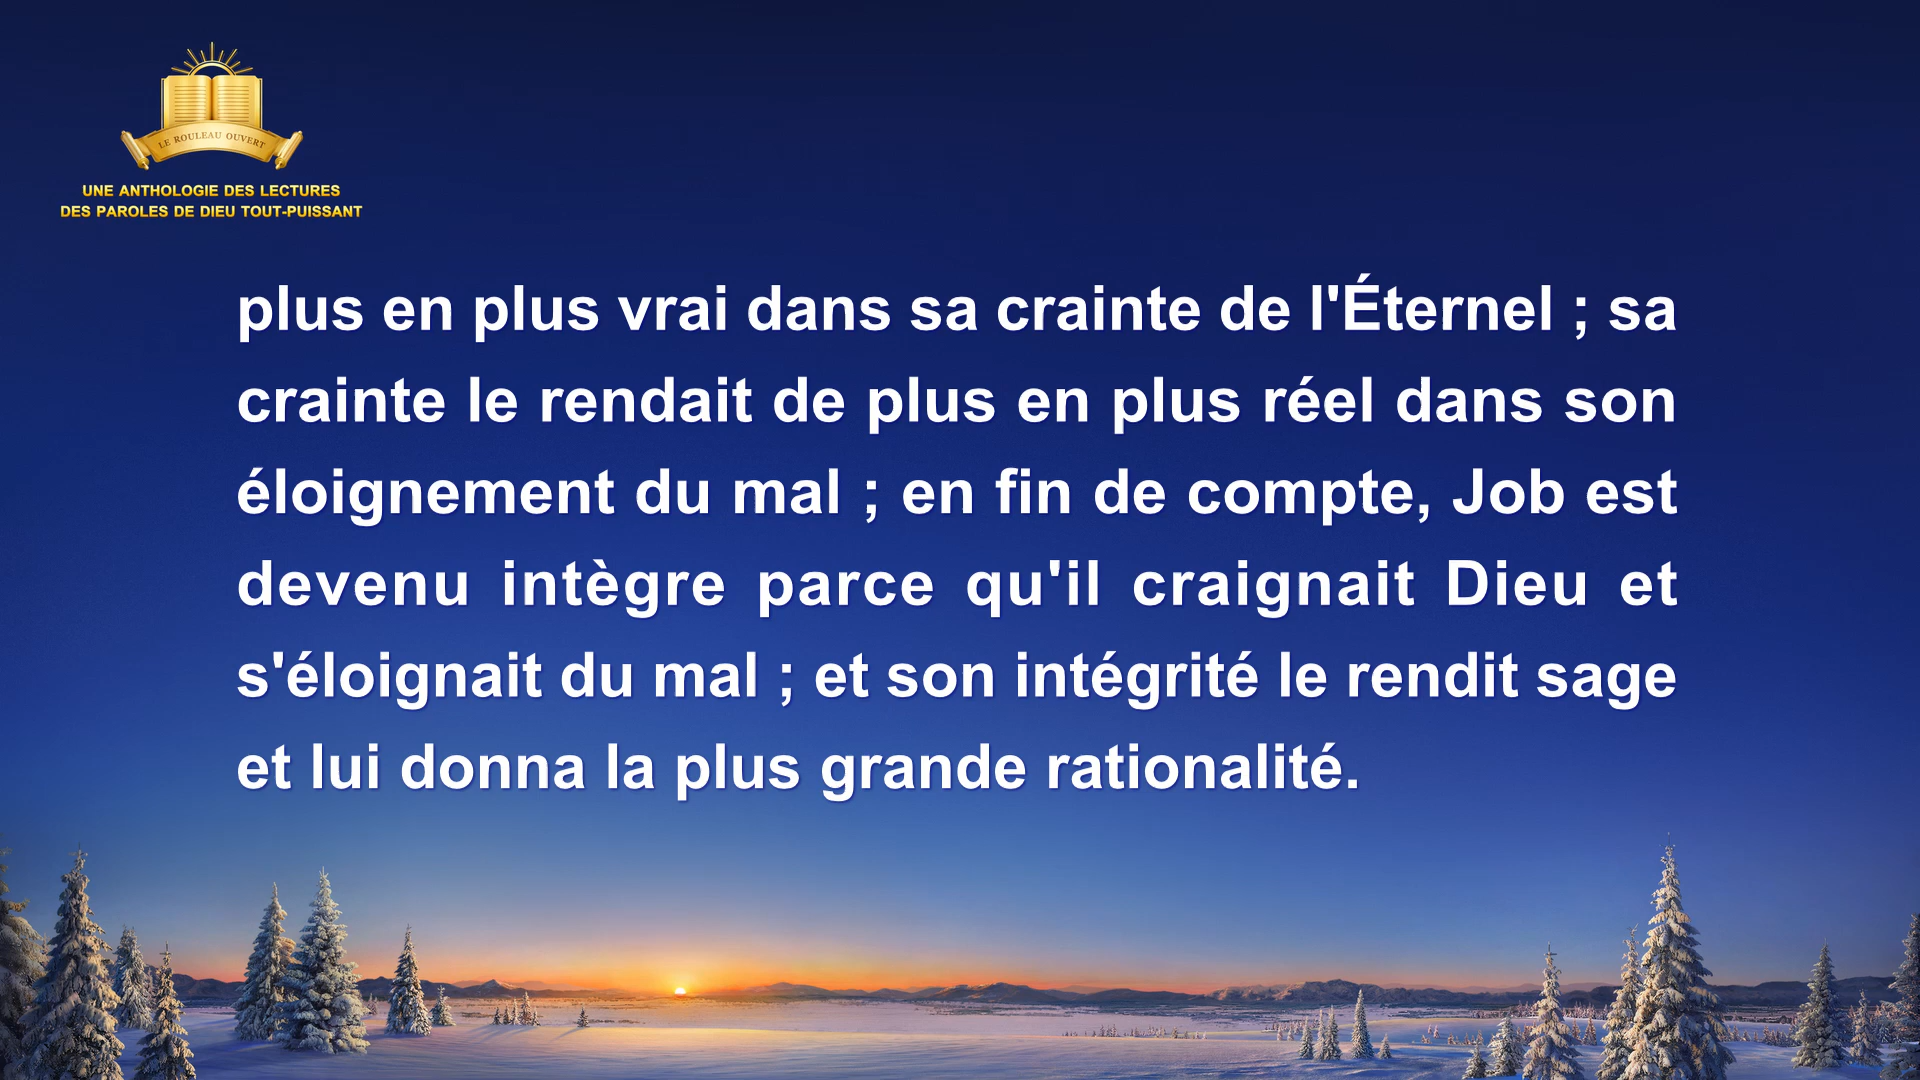 LE ROULEAU OUVERT
UNE ANTHOLOGIE DES LECTURES
DES PAROLES DE DIEU TOUT-PUISSANT
plus en plus vrai dans sa crainte de l'Éternel ; sa
crainte le rendait de plus en plus réel dans son
éloignement du mal ; en fin de compte, Job est
devenu intègre parce qu'il craignait Dieu et
s'éloignait du mal ; et son intégrité le rendit sage
et lui donna la plus grande rationalité.